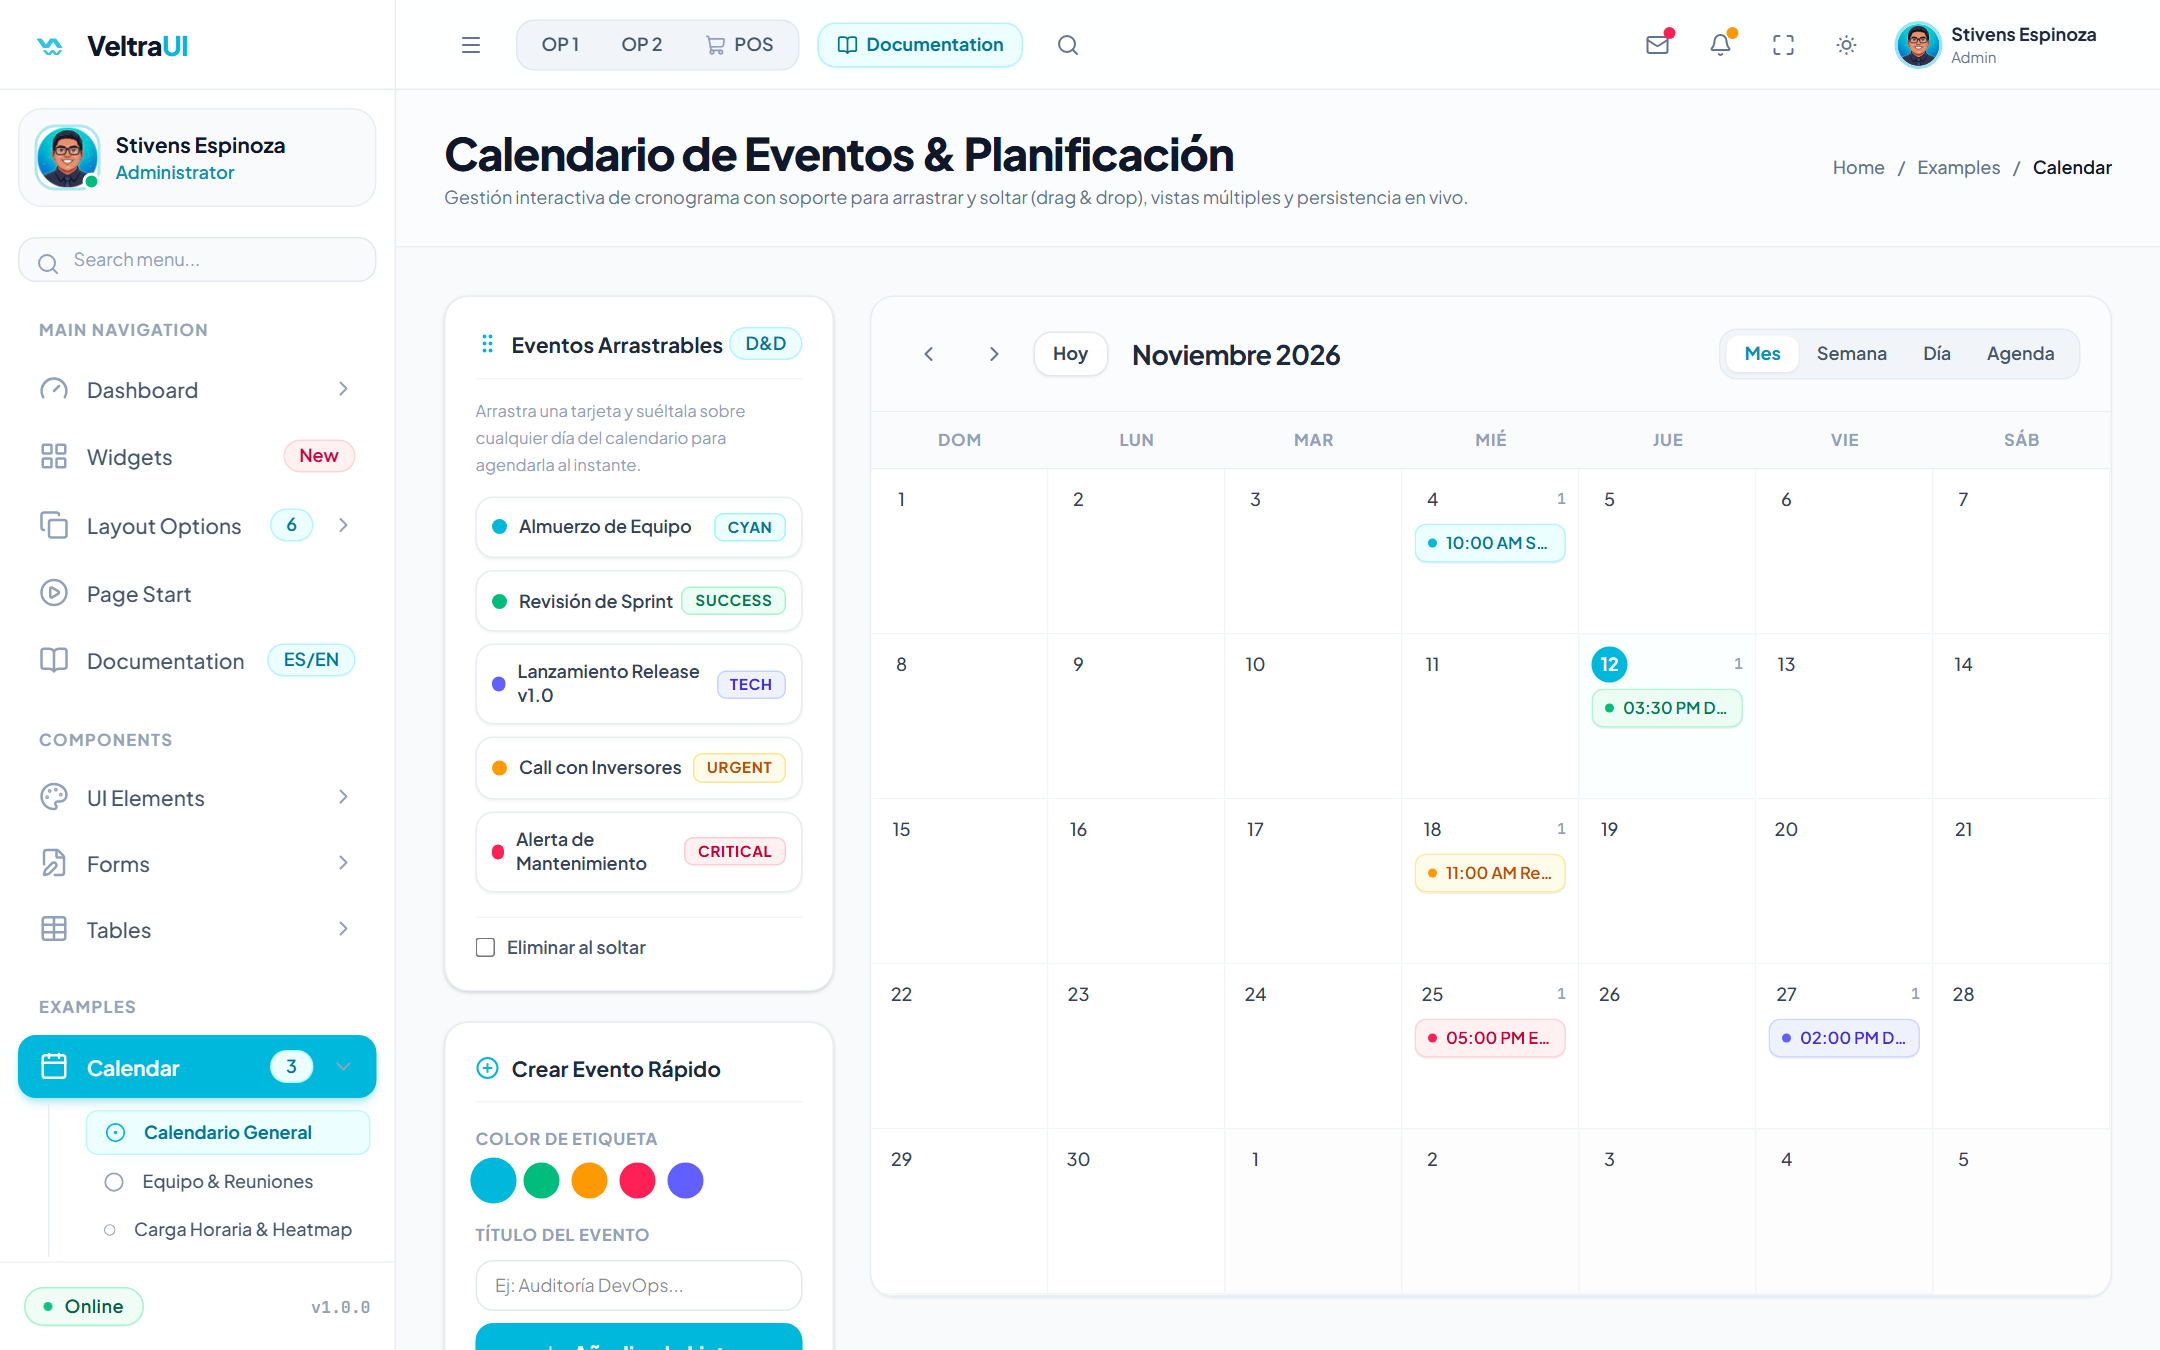 VeltraUI
OP 1
OP 2
POS
Documentation
Stivens Espinoza
Admin
Stivens Espinoza
Administrator
Search menu...
MAIN NAVIGATION
Dashboard
Widgets
New
Layout Options
6
Page Start
Documentation
ES/EN
COMPONENTS
UI Elements
Forms
Tables
EXAMPLES
Calendar
3
Calendario General
Equipo & Reuniones
Carga Horaria & Heatmap
Online
v1.0.0
Calendario de Eventos & Planificación
Gestión interactiva de cronograma con soporte para arrastrar y soltar (drag & drop), vistas múltiples y persistencia en vivo.
Home / Examples / Calendar
Eventos Arrastrables
D&D
Arrastra una tarjeta y suéltala sobre
cualquier día del calendario para
agendarla al instante.
Almuerzo de Equipo
CYAN
Revisión de Sprint
SUCCESS
Lanzamiento Release
v1.0
TECH
Call con Inversores
URGENT
Alerta de
Mantenimiento
CRITICAL
Eliminar al soltar
Crear Evento Rápido
COLOR DE ETIQUETA
TÍTULO DEL EVENTO
Ej: Auditoría DevOps...
Hoy
Noviembre 2026
Mes
Semana
Día
Agenda
DOM LUN MAR MIÉ JUE VIE SÁB
1 2 3 4 1 5 6 7
10:00 AM S...
8 9 10 11 12 1 13 14
03:30 PM D...
15 16 17 18 1 19 20 21
11:00 AM Re...
22 23 24 25 1 26 27 1 28
05:00 PM E...
02:00 PM D...
29 30 1 2 3 4 5